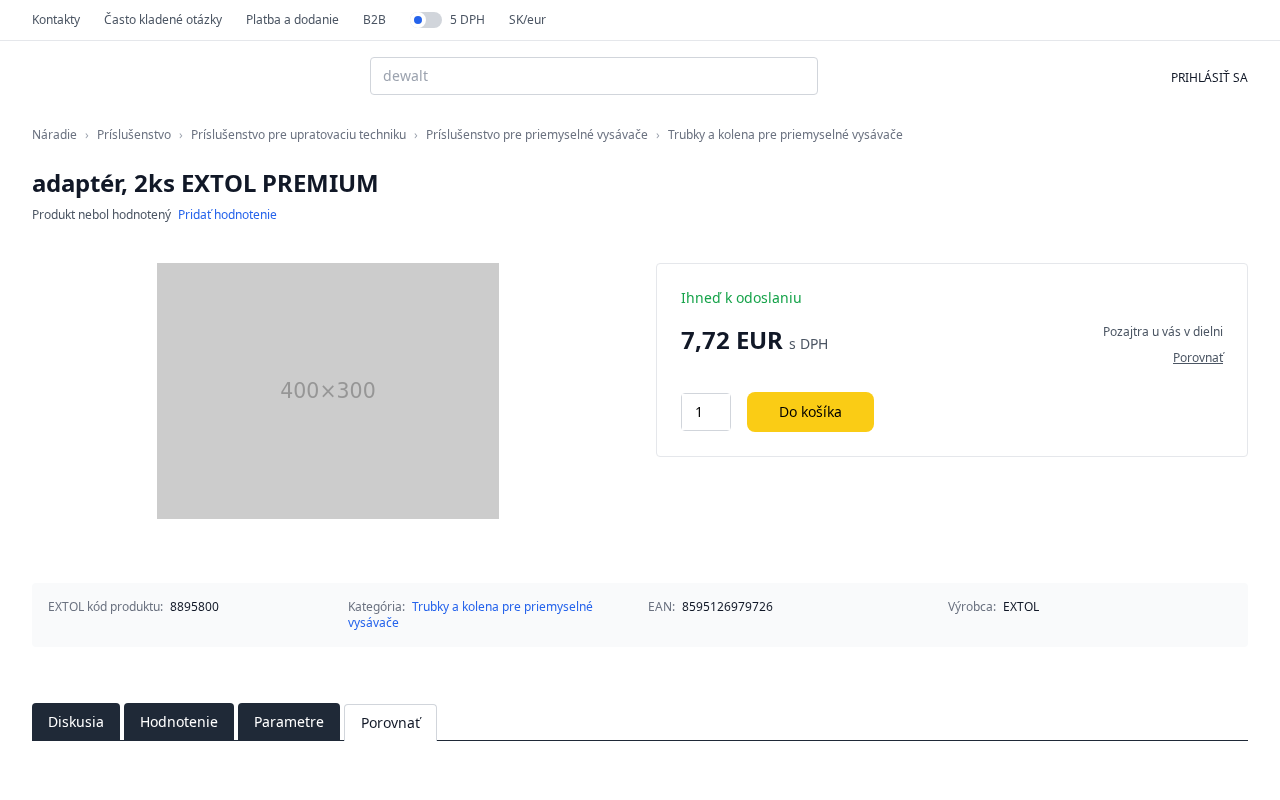 Kontakty Často kladené otázky Platba a dodanie B2B 5 DPH SK/eur
dewalt
PRIHLÁSIŤ SA
Náradie › Príslušenstvo › Príslušenstvo pre upratovaciu techniku › Príslušenstvo pre priemyselné vysávače › Trubky a kolena pre priemyselné vysávače
adaptér, 2ks EXTOL PREMIUM
Produkt nebol hodnotený Pridať hodnotenie
400×300
Ihneď k odoslaniu
7,72 EUR s DPH
Pozajtra u vás v dielni
Porovnať
1
Do košíka
EXTOL kód produktu: 8895800
Kategória: Trubky a kolena pre priemyselné
vysávače
EAN: 8595126979726
Výrobca: EXTOL
Diskusia
Hodnotenie
Parametre
Porovnať